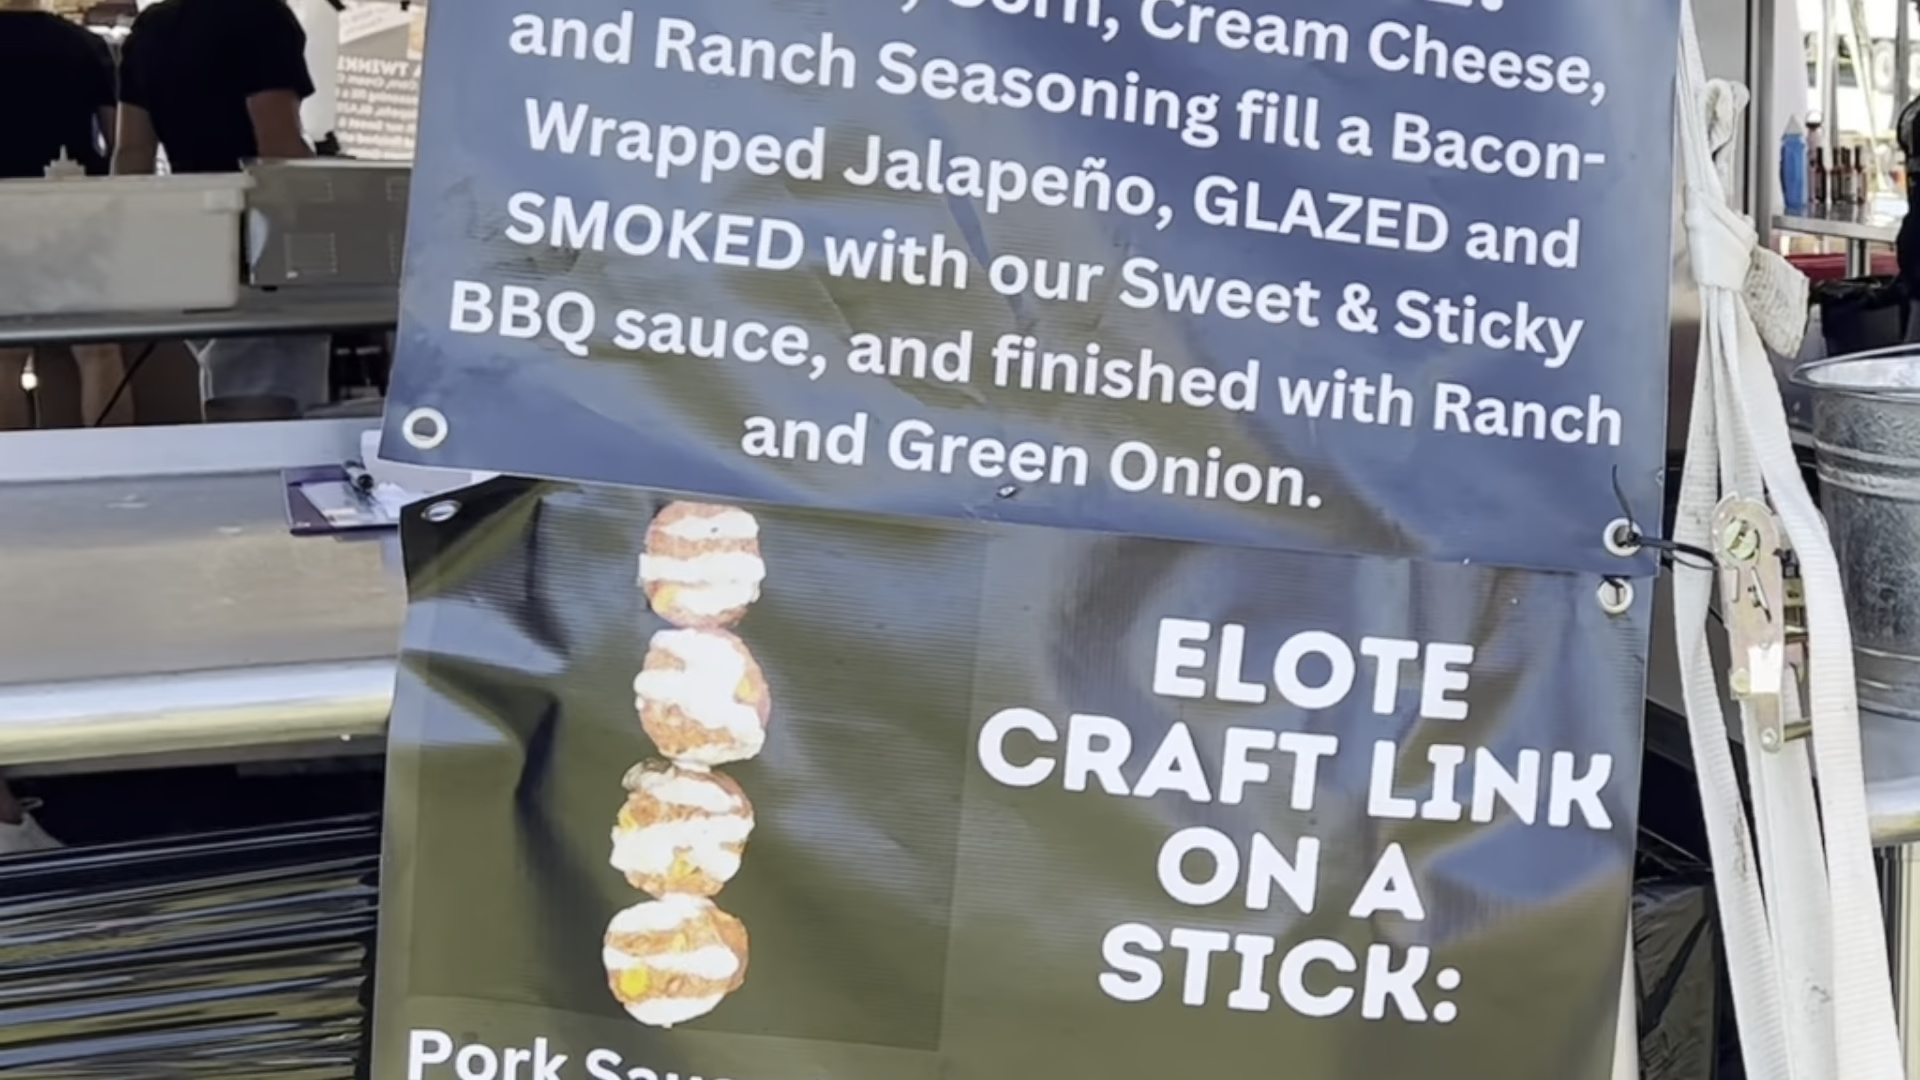 Corn, Cream Cheese,
and Ranch Seasoning fill a Bacon-
Wrapped Jalapeño, GLAZED and
SMOKED with our Sweet & Sticky
BBQ sauce, and finished with Ranch
and Green Onion.
ELOTE
CRAFT LINK
ON A
STICK:
Pork